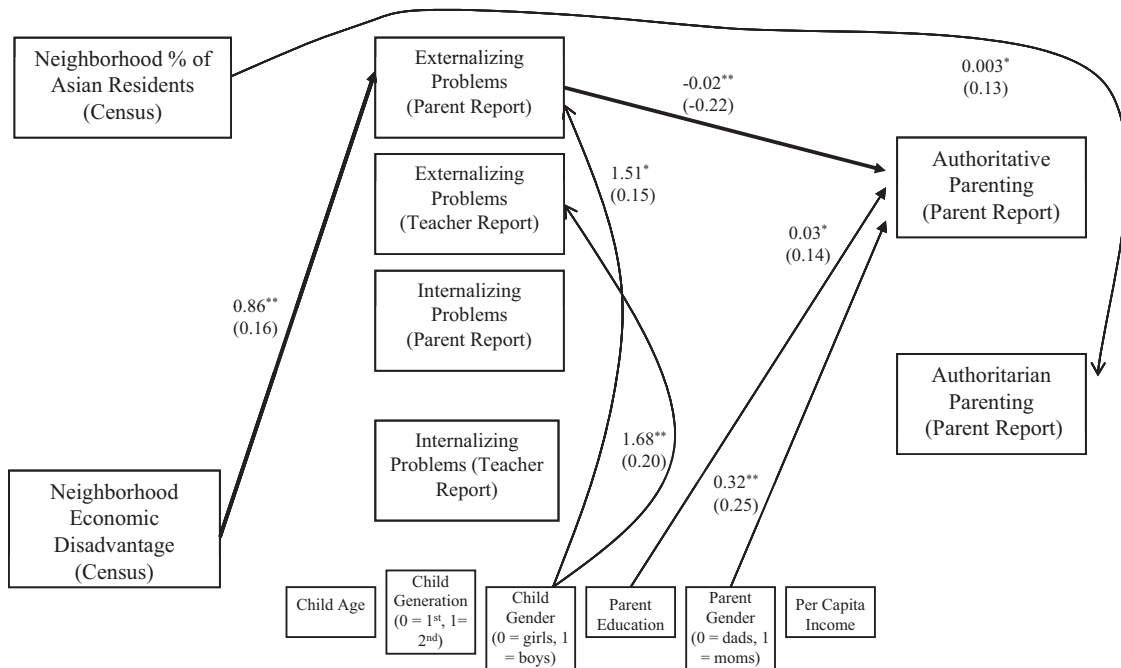 Neighborhood % of
Asian Residents
(Census)
Externalizing
Problems
(Parent Report)
-0.02**
(-0.22)
0.003*
(0.13)
Authoritative
Parenting
(Parent Report)
Externalizing
Problems
(Teacher Report)
1.51*
(0.15)
0.03*
(0.14)
Internalizing
Problems
(Parent Report)
0.86**
(0.16)
Authoritarian
Parenting
(Parent Report)
Internalizing
Problems (Teacher
Report)
1.68**
(0.20)
0.32**
(0.25)
Neighborhood
Economic
Disadvantage
(Census)
Child Age
Child
Generation
(0 = 1st, 1=
2nd)
Child
Gender
(0 = girls, 1
= boys)
Parent
Education
Parent
Gender
(0 = dads, 1
= moms)
Per Capita
Income